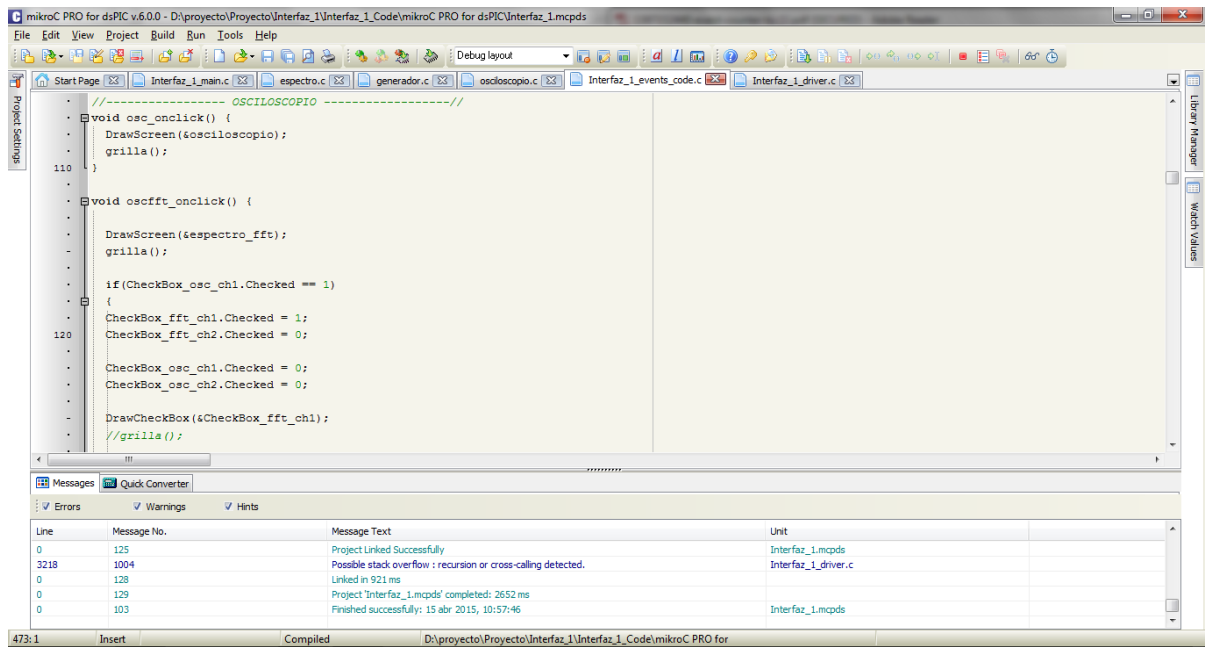 mikroC PRO for dsPIC v.6.0.0 - D:\proyecto\Proyecto\Interfaz_1\Interfaz_1_Code\mikroC PRO for dsPIC\Interfaz_1.mcpds
File Edit View Project Build Run Tools Help
Debug layout
Start Page Interfaz_1_main.c espectro.c generador.c osciloscopio.c Interfaz_1_events_code.c Interfaz_1_driver.c
Project Settings
Library Manager
Watch Values
//----------------- OSCILOSCOPIO ------------------//
void osc_onclick() {
DrawScreen(&osciloscopio);
grilla();
110 }
void oscfft_onclick() {
DrawScreen(&espectro_fft);
grilla();
if(CheckBox_osc_ch1.Checked == 1)
{
CheckBox_fft_ch1.Checked = 1;
120 CheckBox_fft_ch2.Checked = 0;
CheckBox_osc_ch1.Checked = 0;
CheckBox_osc_ch2.Checked = 0;
DrawCheckBox(&CheckBox_fft_ch1);
//grilla();
Messages Quick Converter
Errors Warnings Hints
Line Message No. Message Text Unit
0 125 Project Linked Successfully Interfaz_1.mcpds
3218 1004 Possible stack overflow : recursion or cross-calling detected. Interfaz_1_driver.c
0 128 Linked in 921 ms
0 129 Project 'Interfaz_1.mcpds' completed: 2652 ms
0 103 Finished successfully: 15 abr 2015, 10:57:46 Interfaz_1.mcpds
473: 1 Insert Compiled D:\proyecto\Proyecto\Interfaz_1\Interfaz_1_Code\mikroC PRO for